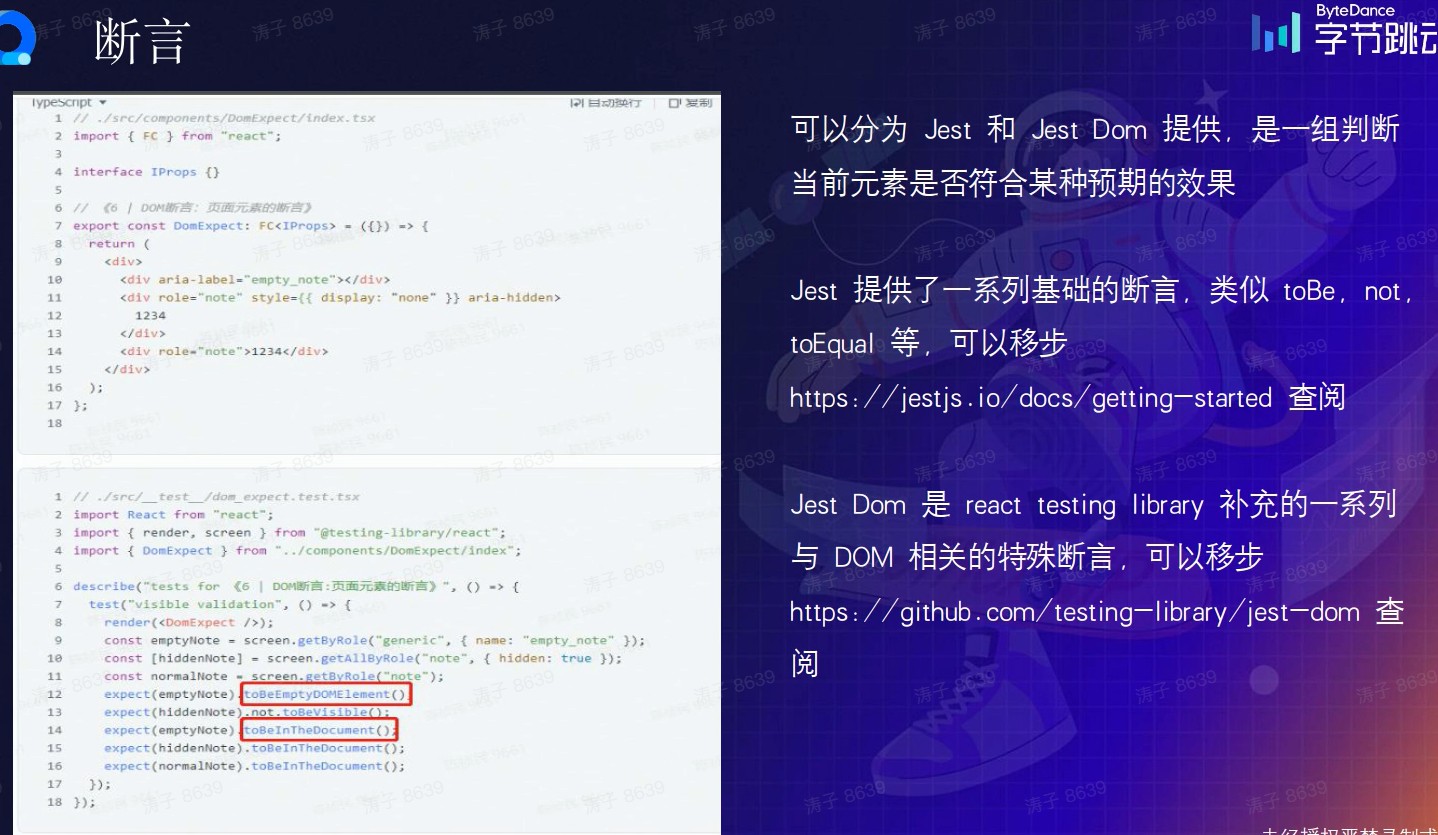 断言
ByteDance
字节跳动
TypeScript
自动换行
复制
1 // ./src/components/DomExpect/index.tsx
2 import { FC } from "react";
3
4 interface IProps {}
5
6 // 《6 | DOM断言：页面元素的断言》
7 export const DomExpect: FC<IProps> = ({}) => {
8 return (
9 <div>
10 <div aria-label="empty_note"></div>
11 <div role="note" style={{ display: "none" }} aria-hidden>
12 1234
13 </div>
14 <div role="note">1234</div>
15 </div>
16 );
17 };
18
1 // ./src/__test__/dom_expect.test.tsx
2 import React from "react";
3 import { render, screen } from "@testing-library/react";
4 import { DomExpect } from "../components/DomExpect/index";
5
6 describe("tests for 《6 | DOM断言:页面元素的断言》", () => {
7 test("visible validation", () => {
8 render(<DomExpect />);
9 const emptyNote = screen.getByRole("generic", { name: "empty_note" });
10 const [hiddenNote] = screen.getAllByRole("note", { hidden: true });
11 const normalNote = screen.getByRole("note");
12 expect(emptyNote).toBeEmptyDOMElement();
13 expect(hiddenNote).not.toBeVisible();
14 expect(emptyNote).toBeInTheDocument();
15 expect(hiddenNote).toBeInTheDocument();
16 expect(normalNote).toBeInTheDocument();
17 });
18 });
可以分为 Jest 和 Jest Dom 提供，是一组判断
当前元素是否符合某种预期的效果
Jest 提供了一系列基础的断言，类似 toBe，not，
toEqual 等，可以移步
https://jestjs.io/docs/getting-started 查阅
Jest Dom 是 react testing library 补充的一系列
与 DOM 相关的特殊断言，可以移步
https://github.com/testing-library/jest-dom 查
阅
涛子 8639